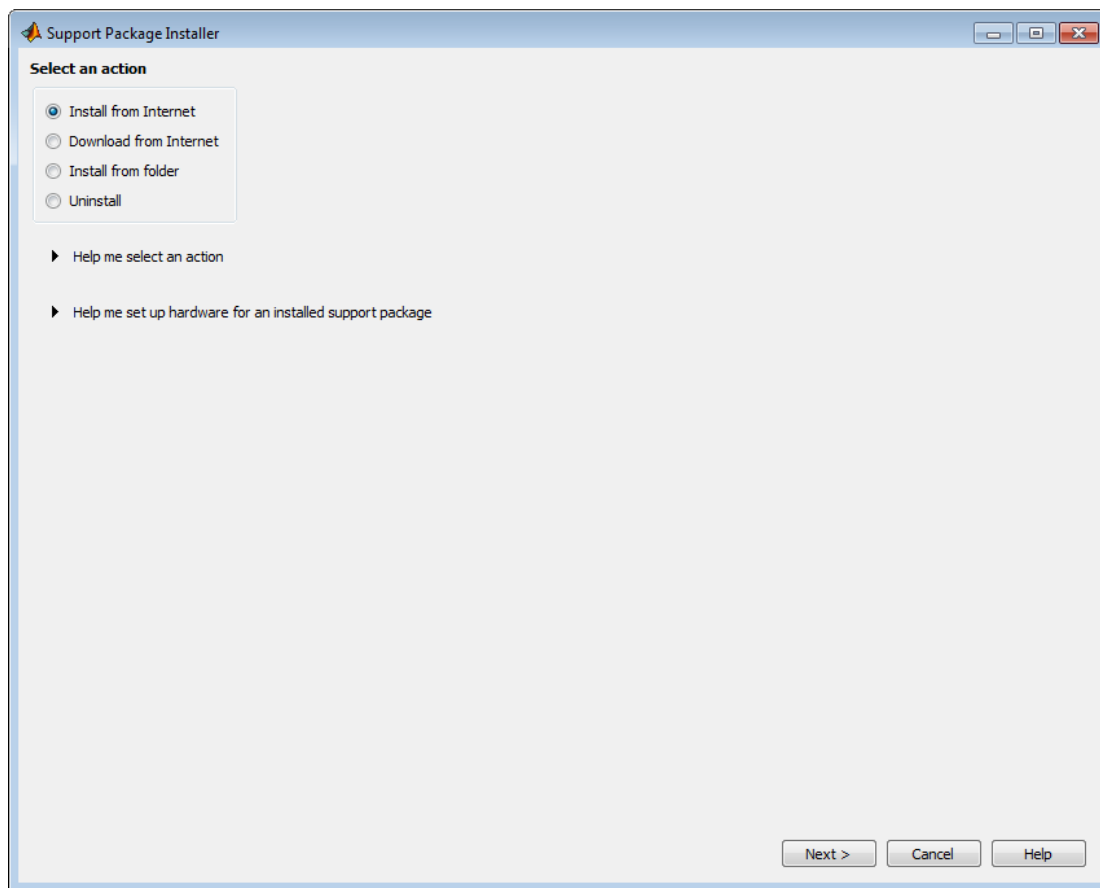 Support Package Installer
Select an action
Install from Internet
Download from Internet
Install from folder
Uninstall
Help me select an action
Help me set up hardware for an installed support package
Next >
Cancel
Help